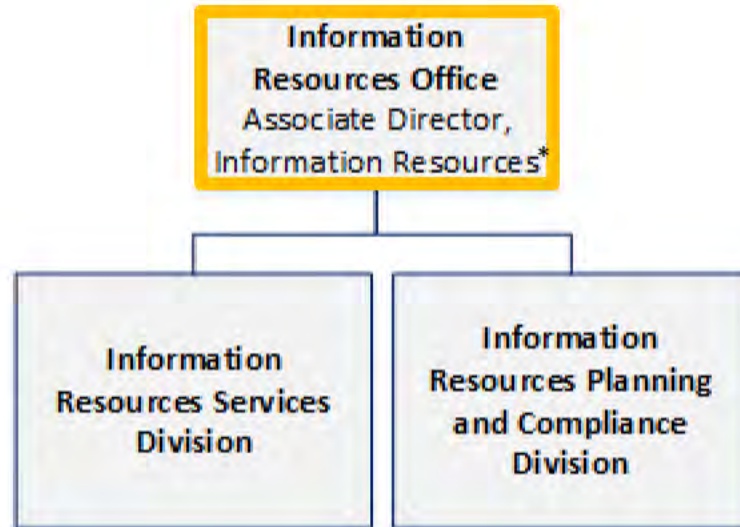 Information
Resources Office
Associate Director,
Information Resources*
Information
Resources Services
Division
Information
Resources Planning
and Compliance
Division